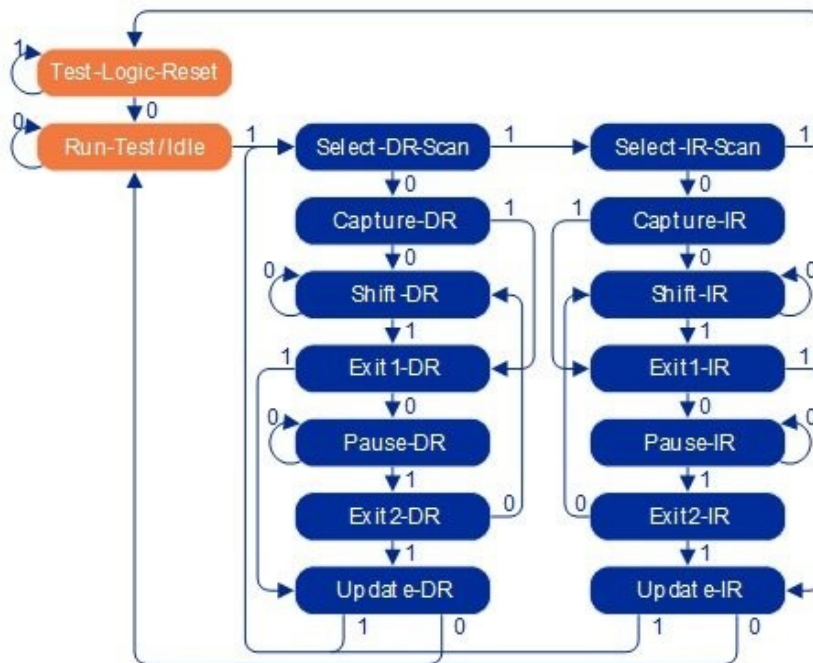 1
Test-Logic-Reset
0
0
Run-Test/Idle
1
Select-DR-Scan
1
Select-IR-Scan
1
0
0
Capture-DR
1
1
Capture-IR
0
0
0
Shift-DR
Shift-IR
0
1
1
1
Exit1-DR
Exit1-IR
1
0
0
0
Pause-DR
Pause-IR
0
1
1
Exit2-DR
0
0
Exit2-IR
1
1
Update-DR
Update-IR
1
0
1
0